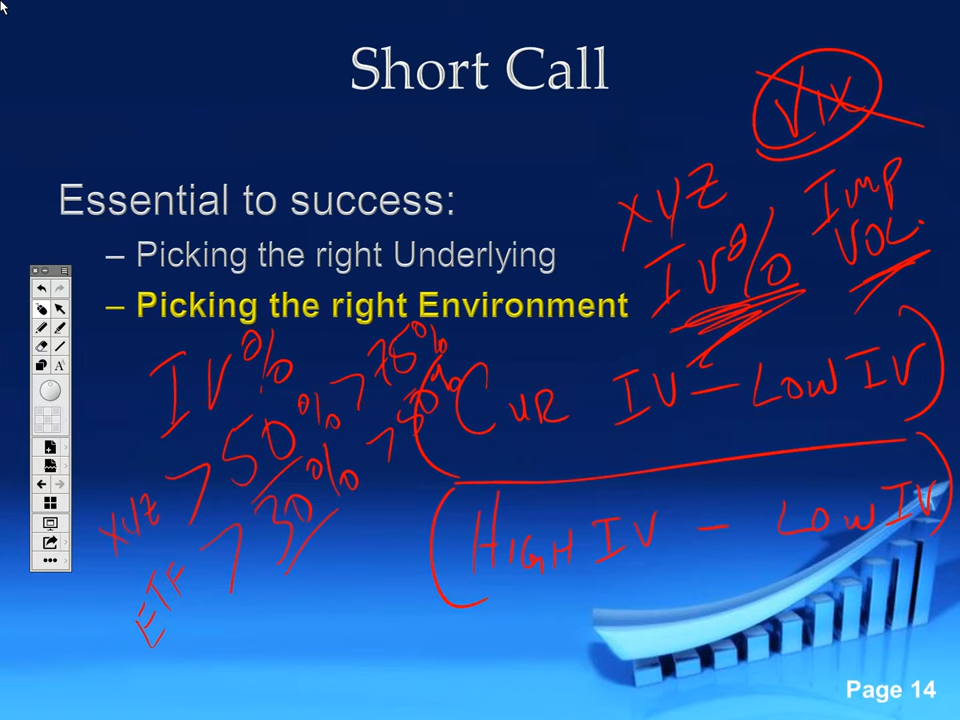 Short Call
VIX
Essential to success:
– Picking the right Underlying
– Picking the right Environment
XYZ
IV%
IMP
VOL.
IV%
CUR IV – LOW IV
HIGH IV – LOW IV
XYZ > 50% > 75%
ETF > 30% > 50%
Page 14